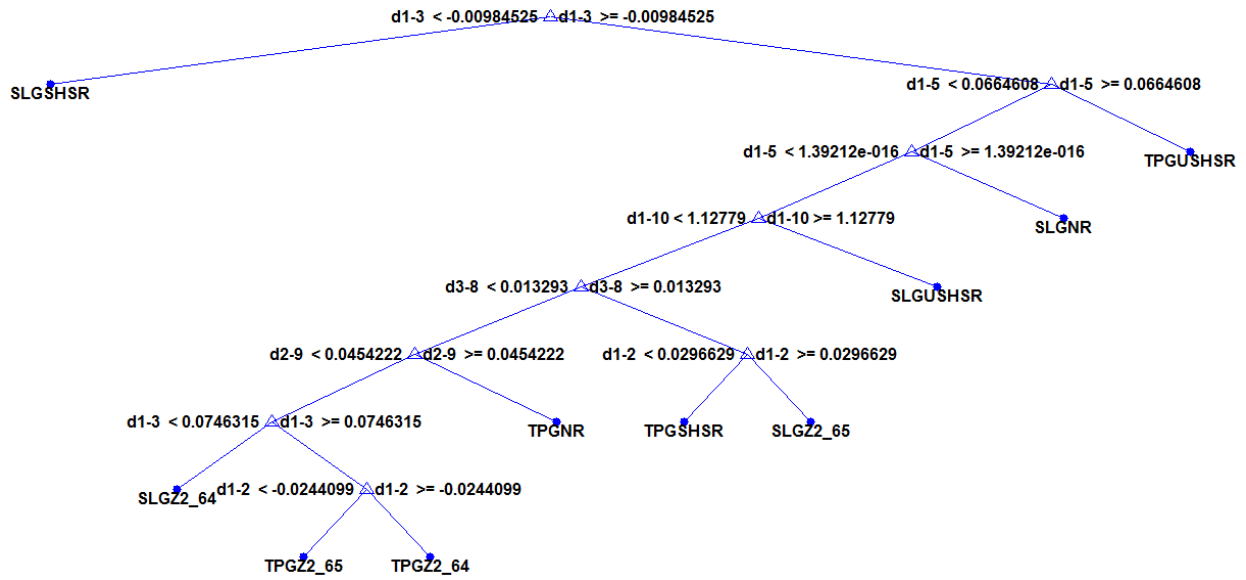 d1-3 < -0.00984525 d1-3 >= -0.00984525
SLGSHSR
d1-5 < 0.0664608 d1-5 >= 0.0664608
d1-5 < 1.39212e-016 d1-5 >= 1.39212e-016
TPGUSHSR
d1-10 < 1.12779 d1-10 >= 1.12779
SLGNR
d3-8 < 0.013293 d3-8 >= 0.013293
SLGUSHSR
d2-9 < 0.0454222 d2-9 >= 0.0454222
d1-2 < 0.0296629 d1-2 >= 0.0296629
d1-3 < 0.0746315 d1-3 >= 0.0746315
TPGNR
TPGSHSR
SLGZ2_65
SLGZ2_64
d1-2 < -0.0244099 d1-2 >= -0.0244099
TPGZ2_65
TPGZ2_64